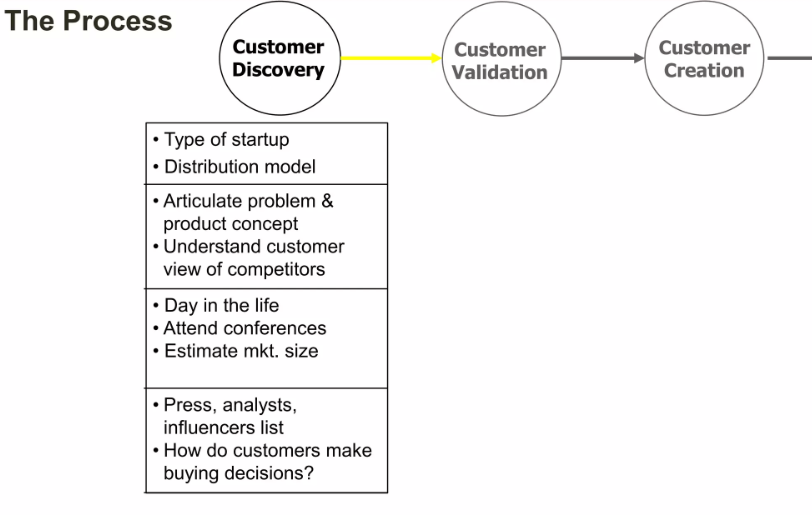 The Process
Customer
Discovery
Customer
Validation
Customer
Creation
• Type of startup
• Distribution model
• Articulate problem &
product concept
• Understand customer
view of competitors
• Day in the life
• Attend conferences
• Estimate mkt. size
• Press, analysts,
influencers list
• How do customers make
buying decisions?